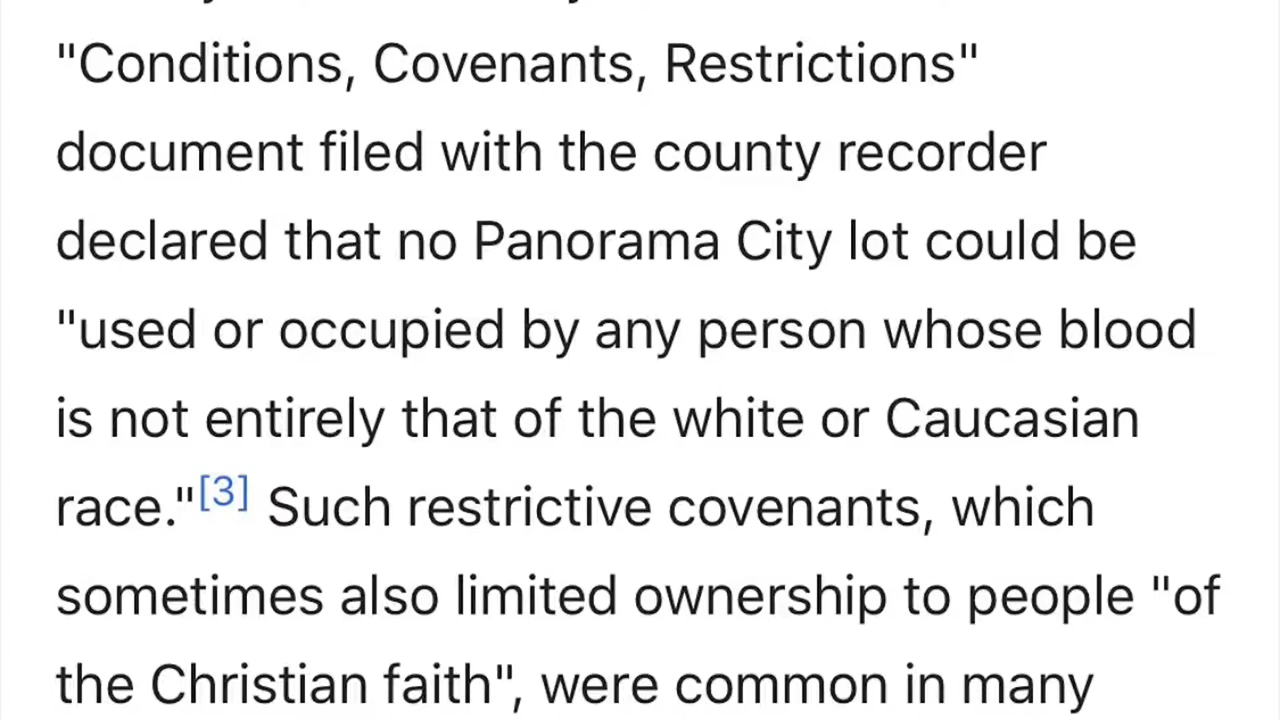 "Conditions, Covenants, Restrictions"
document filed with the county recorder
declared that no Panorama City lot could be
"used or occupied by any person whose blood
is not entirely that of the white or Caucasian
race."[3] Such restrictive covenants, which
sometimes also limited ownership to people "of
the Christian faith", were common in many